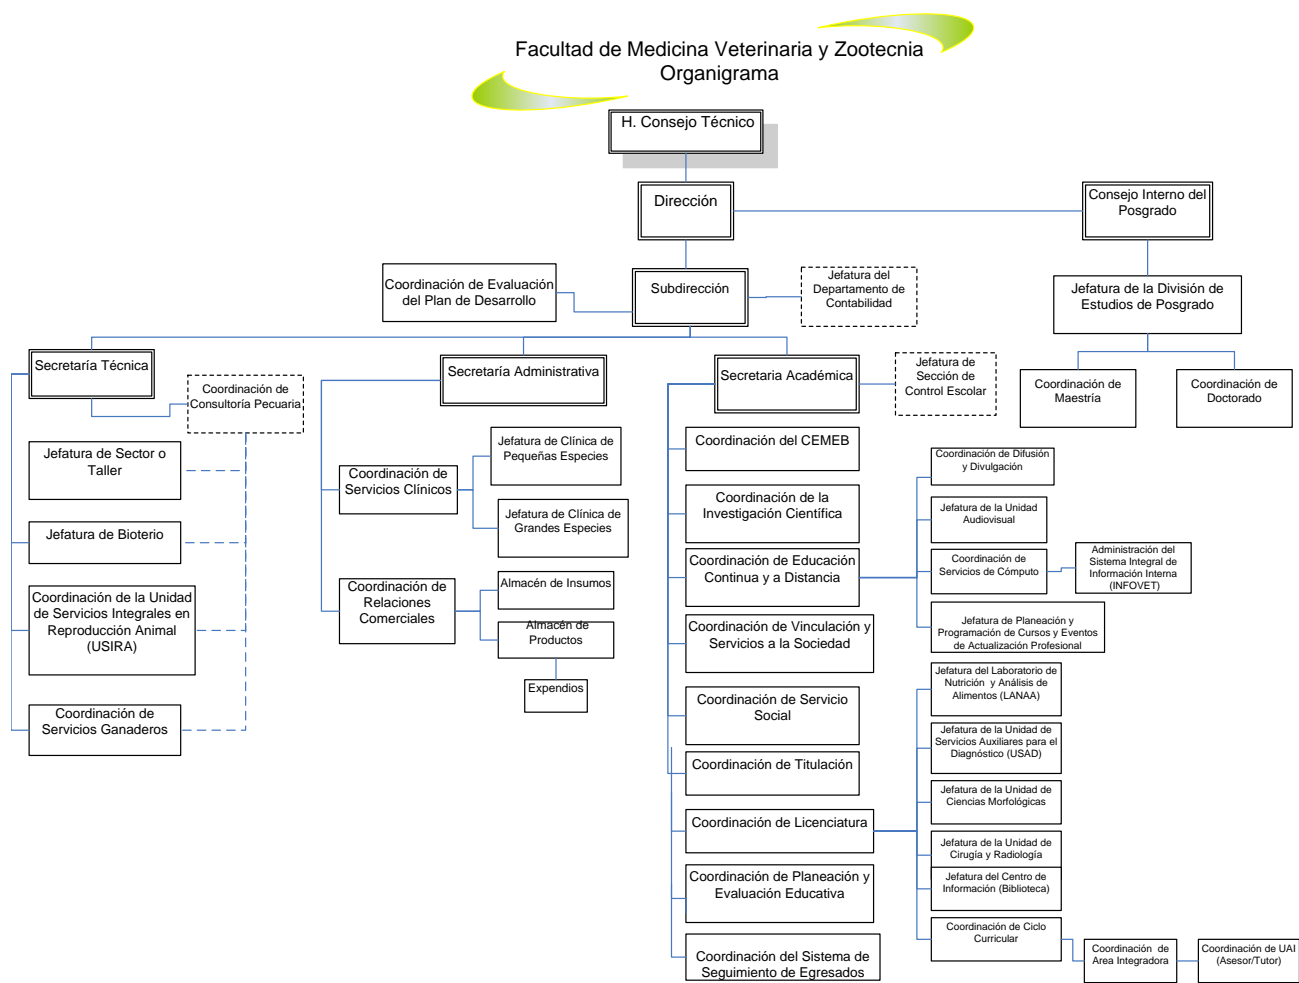 Facultad de Medicina Veterinaria y Zootecnia
Organigrama
H. Consejo Técnico
Dirección
Consejo Interno del
Posgrado
Coordinación de Evaluación
del Plan de Desarrollo
Subdirección
Jefatura del
Departamento de
Contabilidad
Jefatura de la División de
Estudios de Posgrado
Secretaría Técnica
Coordinación de
Consultoría Pecuaria
Secretaría Administrativa
Secretaria Académica
Jefatura de
Sección de
Control Escolar
Coordinación de
Maestría
Coordinación de
Doctorado
Jefatura de Sector o
Taller
Jefatura de Bioterio
Coordinación de la Unidad
de Servicios Integrales en
Reproducción Animal
(USIRA)
Coordinación de
Servicios Ganaderos
Coordinación de
Servicios Clínicos
Jefatura de Clínica de
Pequeñas Especies
Jefatura de Clínica de
Grandes Especies
Coordinación de
Relaciones
Comerciales
Almacén de Insumos
Almacén de
Productos
Expendios
Coordinación del CEMEB
Coordinación de la
Investigación Científica
Coordinación de Educación
Continua y a Distancia
Coordinación de Vinculación y
Servicios a la Sociedad
Coordinación de Servicio
Social
Coordinación de Titulación
Coordinación de Licenciatura
Coordinación de Planeación y
Evaluación Educativa
Coordinación del Sistema de
Seguimiento de Egresados
Coordinación de Difusión
y Divulgación
Jefatura de la Unidad
Audiovisual
Coordinación de
Servicios de Cómputo
Administración del
Sistema Integral de
Información Interna
(INFOVET)
Jefatura de Planeación y
Programación de Cursos y Eventos
de Actualización Profesional
Jefatura del Laboratorio de
Nutrición y Análisis de
Alimentos (LANAA)
Jefatura de la Unidad de
Servicios Auxiliares para el
Diagnóstico (USAD)
Jefatura de la Unidad de
Ciencias Morfológicas
Jefatura de la Unidad de
Cirugía y Radiología
Jefatura del Centro de
Información (Biblioteca)
Coordinación de Ciclo
Curricular
Coordinación de
Area Integradora
Coordinación de UAI
(Asesor/Tutor)